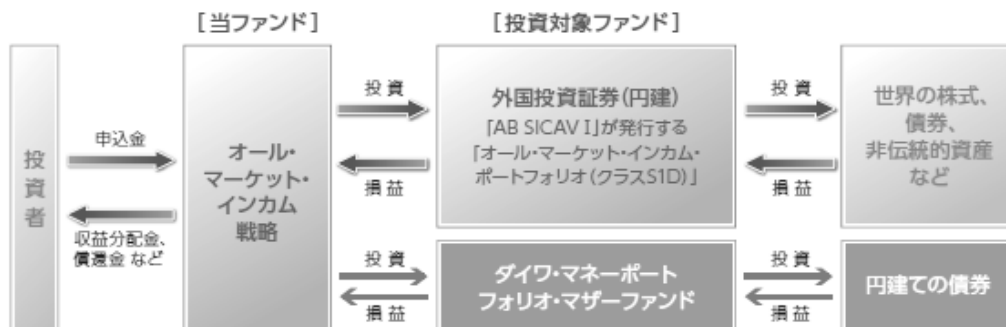 [当ファンド]
[投資対象ファンド]
投資者
申込金
収益分配金、
償還金 など
オール・
マーケット・
インカム
戦略
投 資
損 益
外国投資証券(円建)
「AB SICAV I」が発行する
「オール・マーケット・インカム・
ポートフォリオ(クラスS1D)」
投 資
損 益
世界の株式、
債券、
非伝統的資産
など
投 資
損 益
ダイワ・マネーポート
フォリオ・マザーファンド
投 資
損 益
円建ての債券